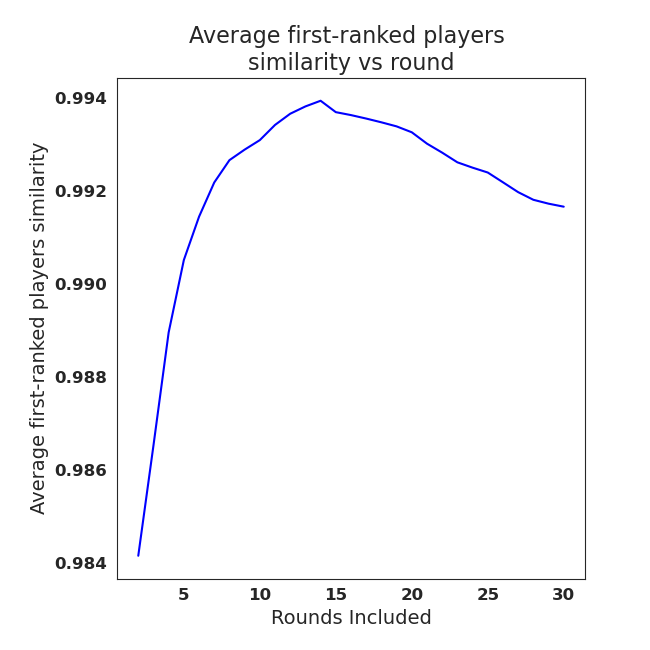 Average first-ranked players
similarity vs round
Average first-ranked players similarity
0.994
0.992
0.990
0.988
0.986
0.984
5 10 15 20 25 30
Rounds Included